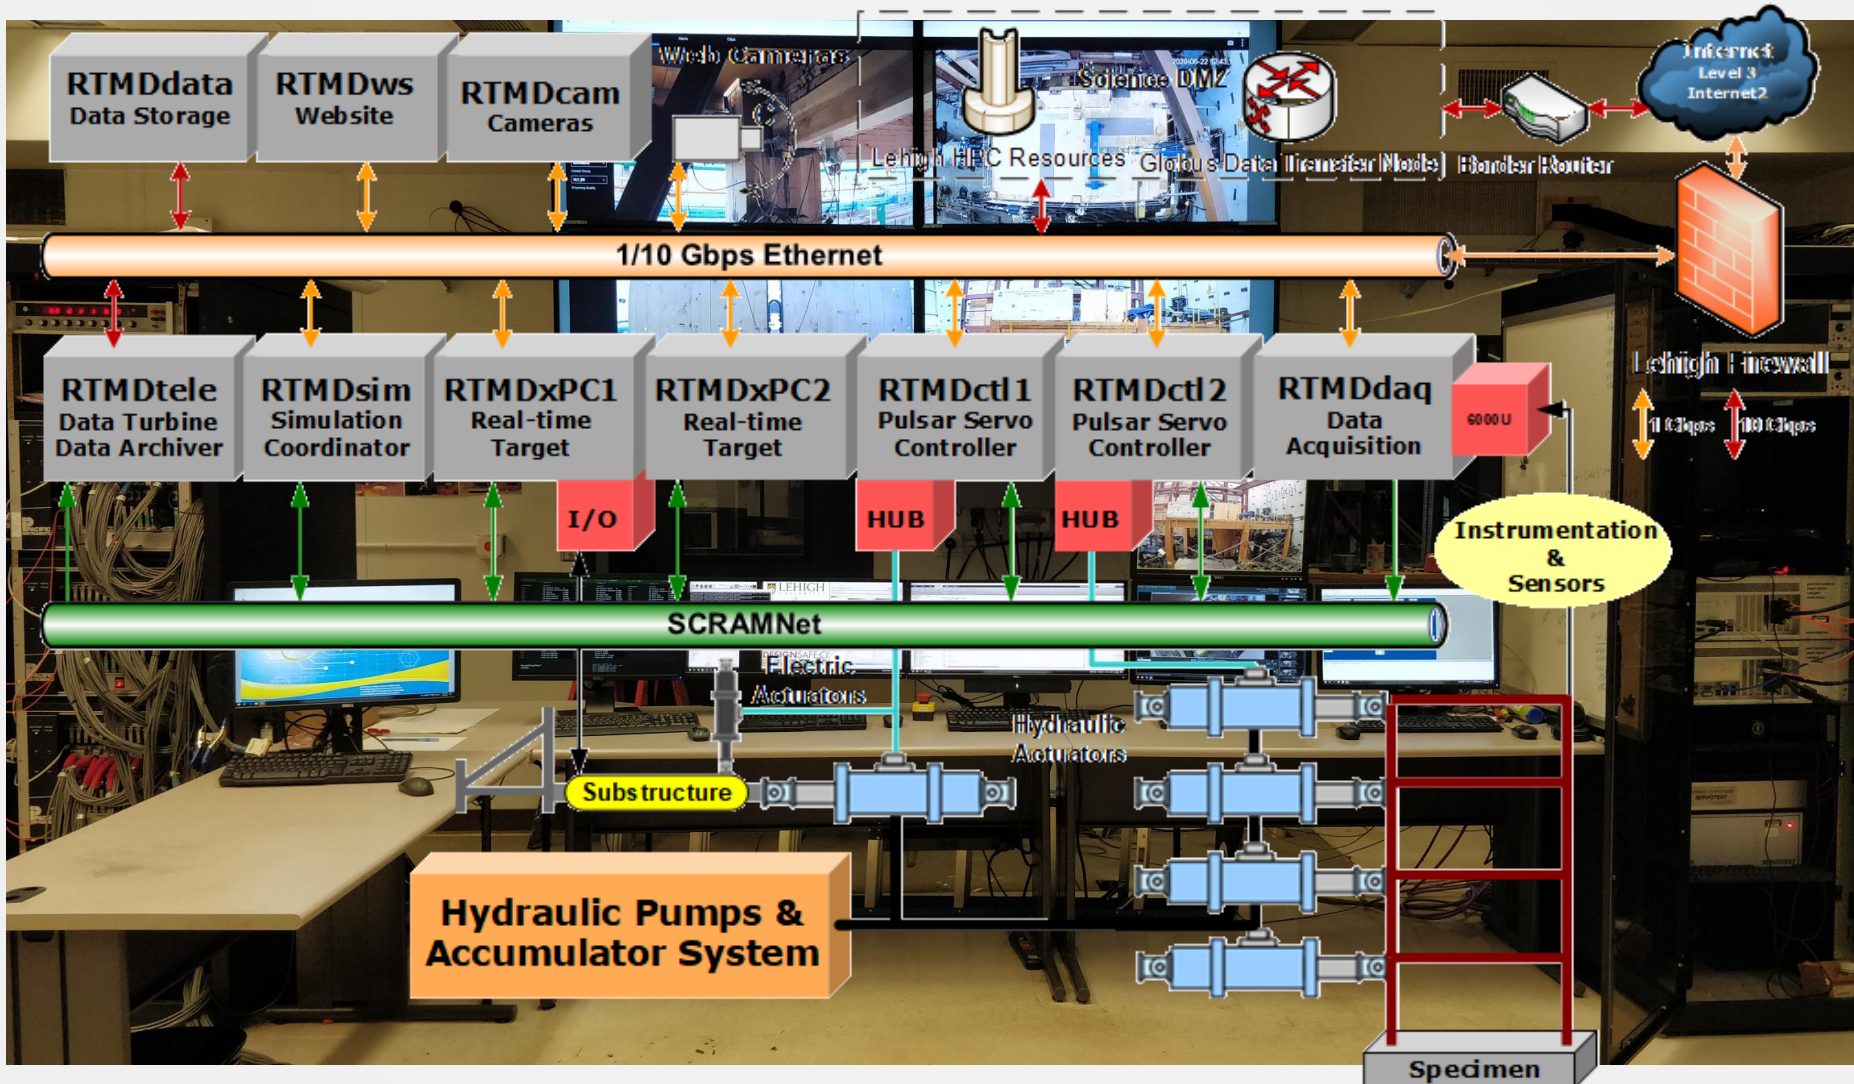 RTMDdata
Data Storage
RTMDws
Website
RTMDcam
Cameras
Web Cameras
Science DMZ
Lehigh HPC Resources
Globus Data Transfer Node
Border Router
Internet
Level 3
Internet2
1/10 Gbps Ethernet
Lehigh Firewall
1 Gbps
10 Gbps
RTMDtele
Data Turbine
Data Archiver
RTMDsim
Simulation
Coordinator
RTMDxPC1
Real-time
Target
RTMDxPC2
Real-time
Target
RTMDctl1
Pulsar Servo
Controller
RTMDctl2
Pulsar Servo
Controller
RTMDdaq
Data
Acquisition
6000U
I/O
HUB
HUB
Instrumentation
&
Sensors
LEHIGH
SCRAMNet
Electric
Actuators
Hydraulic
Actuators
Substructure
Hydraulic Pumps &
Accumulator System
Specimen